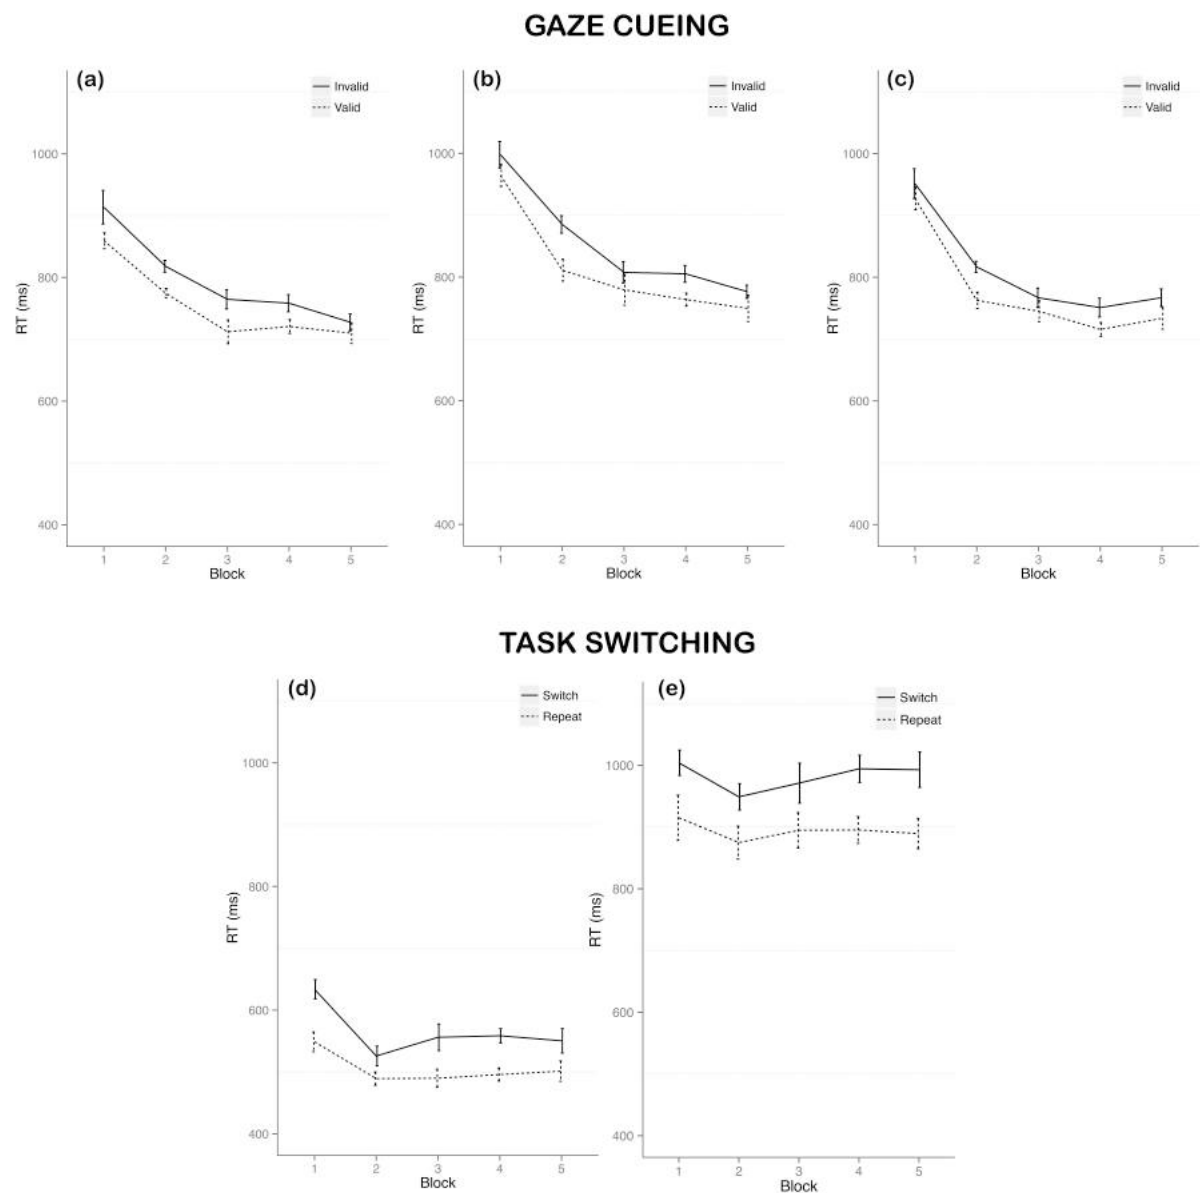 GAZE CUEING
(a)
Invalid
Valid
1000
800
600
400
RT (ms)
1 2 3 4 5
Block
(b)
Invalid
Valid
1000
800
600
400
RT (ms)
1 2 3 4 5
Block
(c)
Invalid
Valid
1000
800
600
400
RT (ms)
1 2 3 4 5
Block
TASK SWITCHING
(d)
Switch
Repeat
1000
800
600
400
RT (ms)
1 2 3 4 5
Block
(e)
Switch
Repeat
1000
800
600
400
RT (ms)
1 2 3 4 5
Block